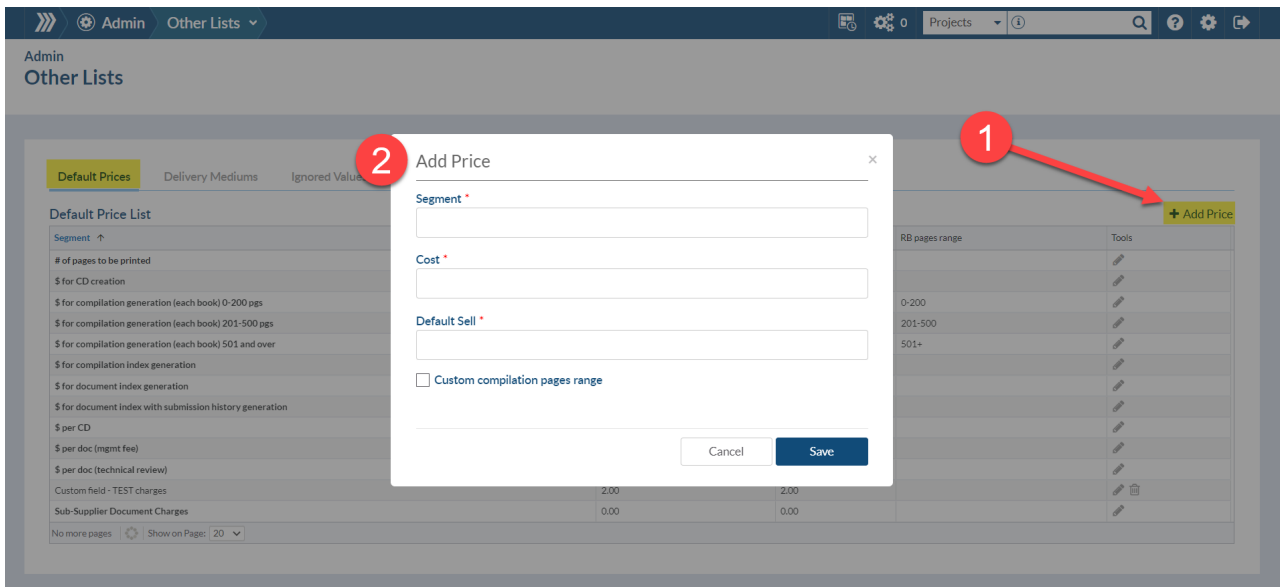 Admin Other Lists 0 Projects
Admin
Other Lists
1
2 Add Price ×
Default Prices Delivery Mediums Ignored Value
Segment *
Default Price List + Add Price
Segment ↑ RB pages range Tools
# of pages to be printed
Cost *
$ for CD creation
$ for compilation generation (each book) 0-200 pgs 0-200
$ for compilation generation (each book) 201-500 pgs 201-500
Default Sell *
$ for compilation generation (each book) 501 and over 501+
$ for compilation index generation
Custom compilation pages range
$ for document index generation
$ for document index with submission history generation
$ per CD
$ per doc (mgmt fee)
Cancel Save
$ per doc (technical review)
Custom field - TEST charges 2.00 2.00
Sub-Supplier Document Charges 0.00 0.00
No more pages Show on Page: 20